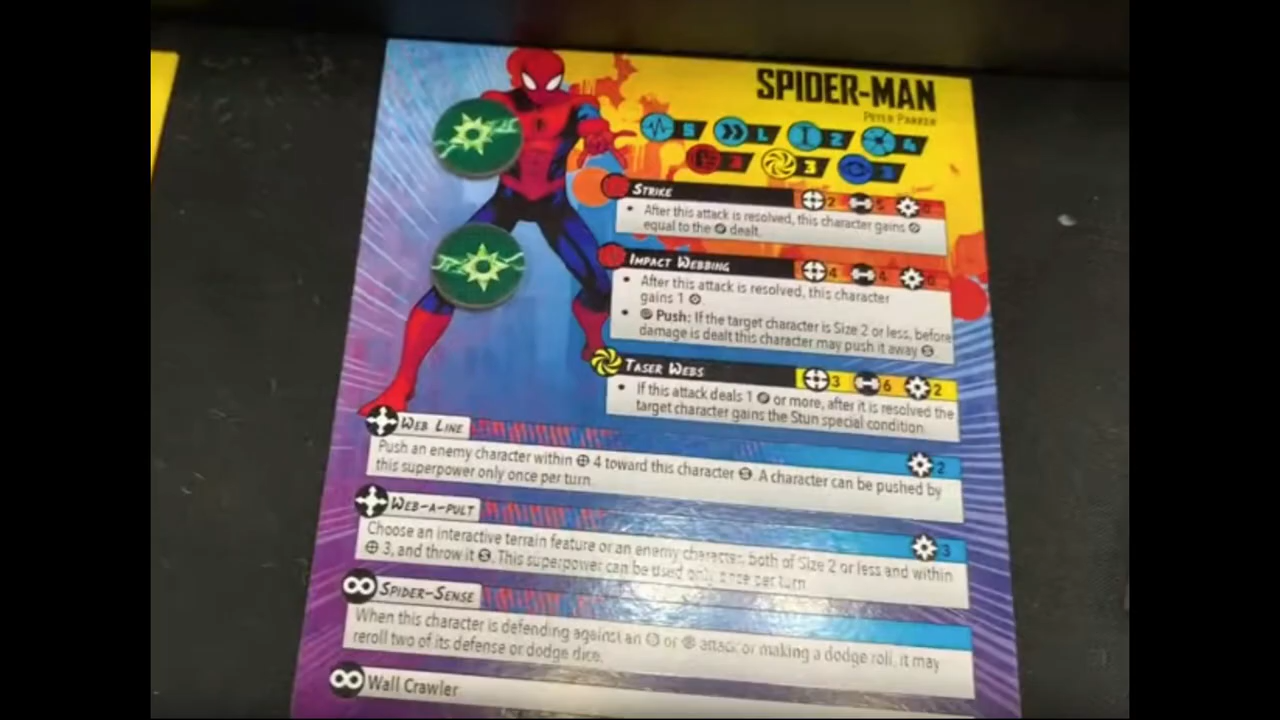 SPIDER-MAN
PETER PARKER
5 L 2 4
3 3 3
STRIKE 2 5 0
• After this attack is resolved, this character gains
equal to the dealt.
IMPACT WEBBING 4 4 0
• After this attack is resolved, this character
gains 1
• Push: If the target character is Size 2 or less, before
damage is dealt this character may push it away S.
TASER WEBS 3 6 2
• If this attack deals 1 or more, after it is resolved the
target character gains the Stun special condition.
WEB LINE 2
Push an enemy character within 4 toward this character S. A character can be pushed by
this superpower only once per turn.
WEB-A-PULT 3
Choose an interactive terrain feature or an enemy character, both of Size 2 or less and within
3, and throw it S. This superpower can be used only once per turn
SPIDER-SENSE
When this character is defending against an or attack or making a dodge roll, it may
reroll two of its defense or dodge dice.
Wall Crawler